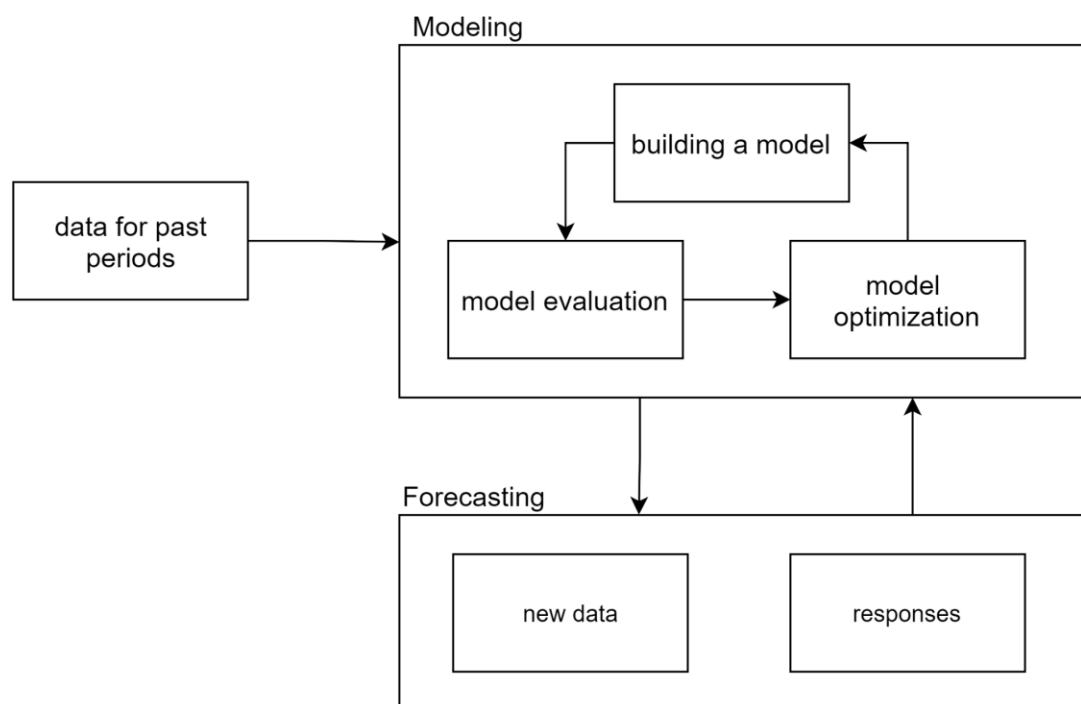 Modeling
building a model
data for past
periods
model evaluation
model
optimization
Forecasting
new data
responses